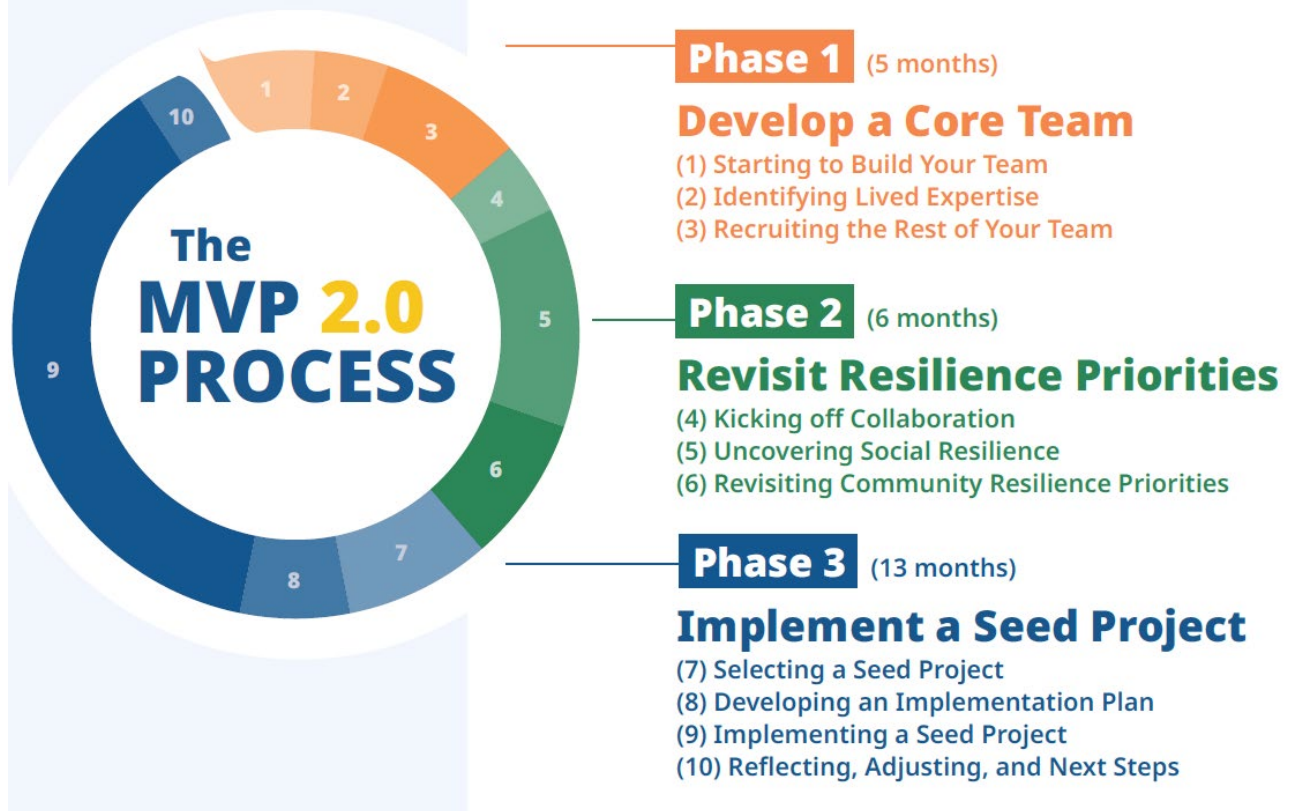 The
MVP 2.0
PROCESS
1
2
3
4
5
6
7
8
9
10
Phase 1 (5 months)
Develop a Core Team
(1) Starting to Build Your Team
(2) Identifying Lived Expertise
(3) Recruiting the Rest of Your Team
Phase 2 (6 months)
Revisit Resilience Priorities
(4) Kicking off Collaboration
(5) Uncovering Social Resilience
(6) Revisiting Community Resilience Priorities
Phase 3 (13 months)
Implement a Seed Project
(7) Selecting a Seed Project
(8) Developing an Implementation Plan
(9) Implementing a Seed Project
(10) Reflecting, Adjusting, and Next Steps